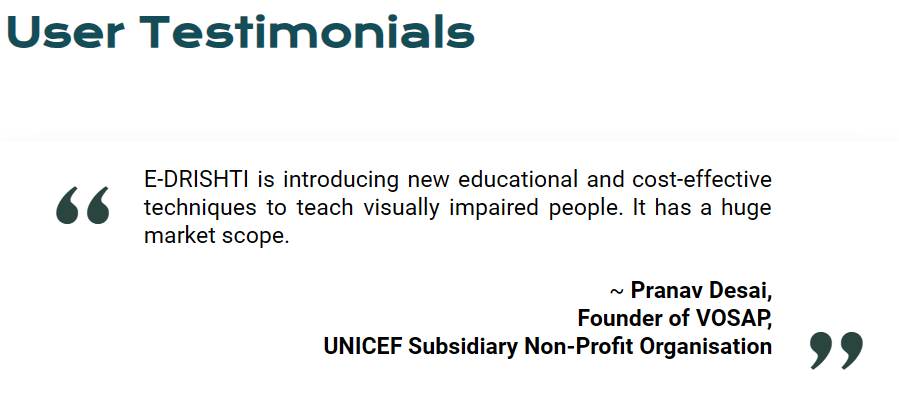 User Testimonials
“
E-DRISHTI is introducing new educational and cost-effective
techniques to teach visually impaired people. It has a huge
market scope.
~ Pranav Desai,
Founder of VOSAP,
UNICEF Subsidiary Non-Profit Organisation
”